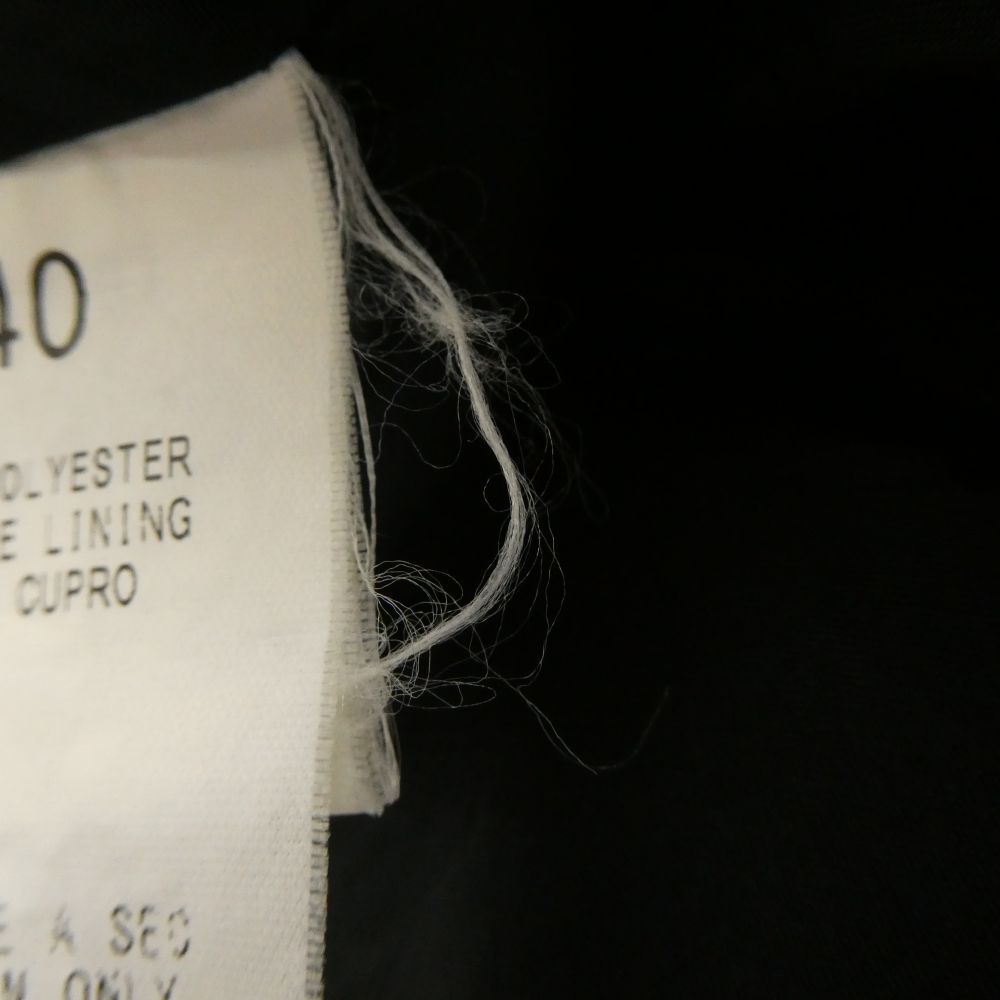 40
OLYESTER
E LINING
CUPRO
E A SEC
N ONLY